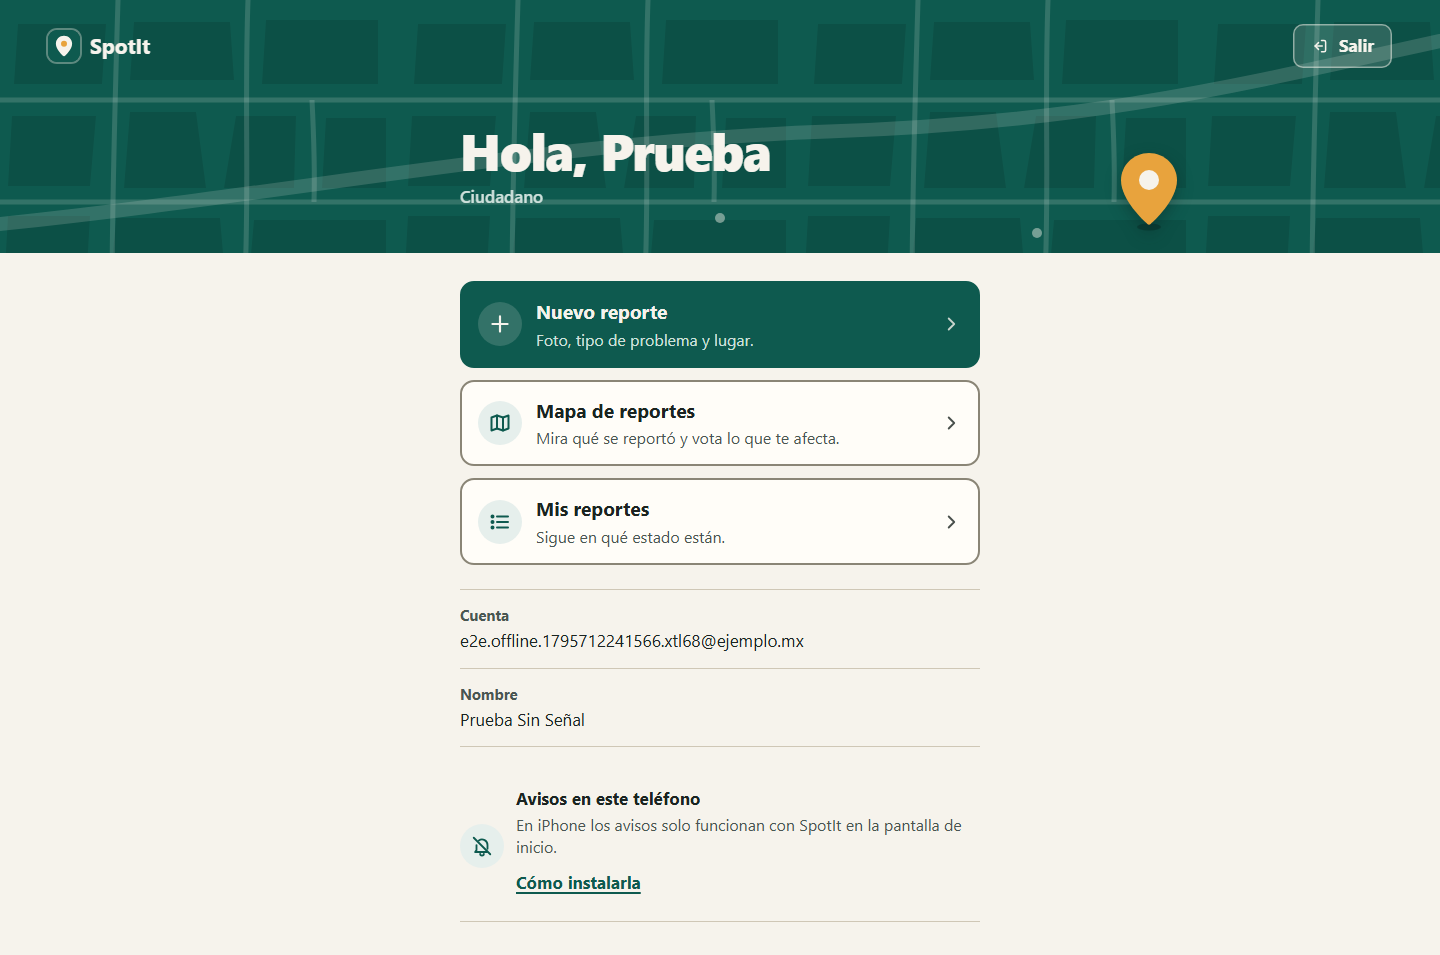 SpotIt
Salir
Hola, Prueba
Ciudadano
Nuevo reporte
Foto, tipo de problema y lugar.
Mapa de reportes
Mira qué se reportó y vota lo que te afecta.
Mis reportes
Sigue en qué estado están.
Cuenta
e2e.offline.1795712241566.xtl68@ejemplo.mx
Nombre
Prueba Sin Señal
Avisos en este teléfono
En iPhone los avisos solo funcionan con SpotIt en la pantalla de
inicio.
Cómo instalarla